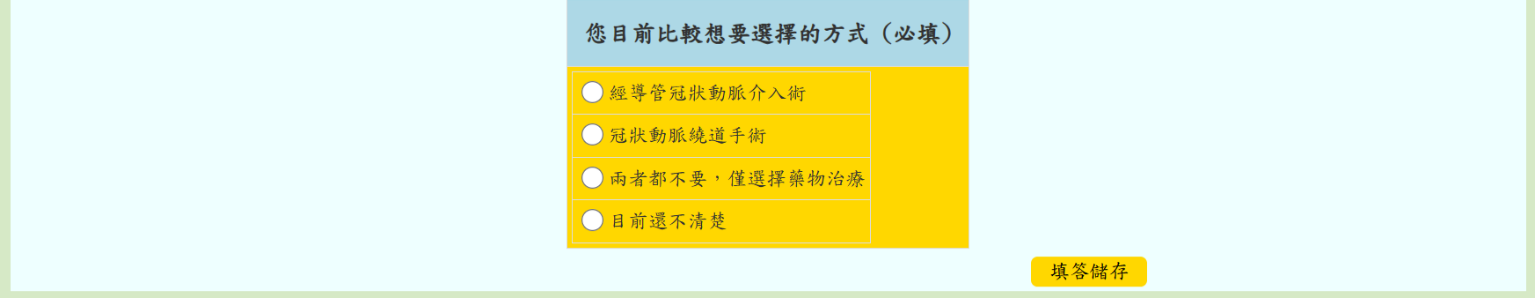 您目前比較想要選擇的方式（必填）
經導管冠狀動脈介入術
冠狀動脈繞道手術
兩者都不要，僅選擇藥物治療
目前還不清楚
填答儲存